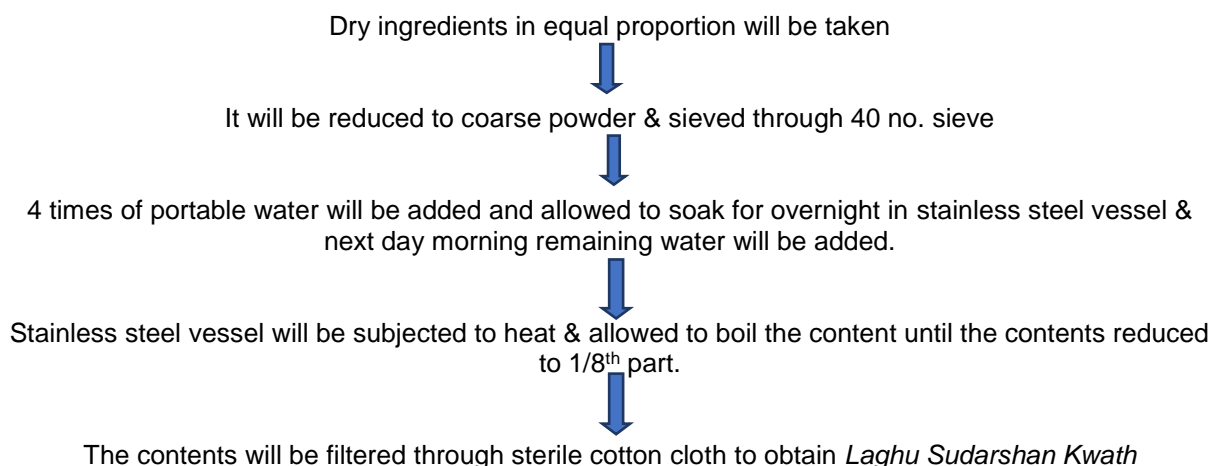 Dry ingredients in equal proportion will be taken
It will be reduced to coarse powder & sieved through 40 no. sieve
4 times of portable water will be added and allowed to soak for overnight in stainless steel vessel &
next day morning remaining water will be added.
Stainless steel vessel will be subjected to heat & allowed to boil the content until the contents reduced
to 1/8th part.
The contents will be filtered through sterile cotton cloth to obtain Laghu Sudarshan Kwath